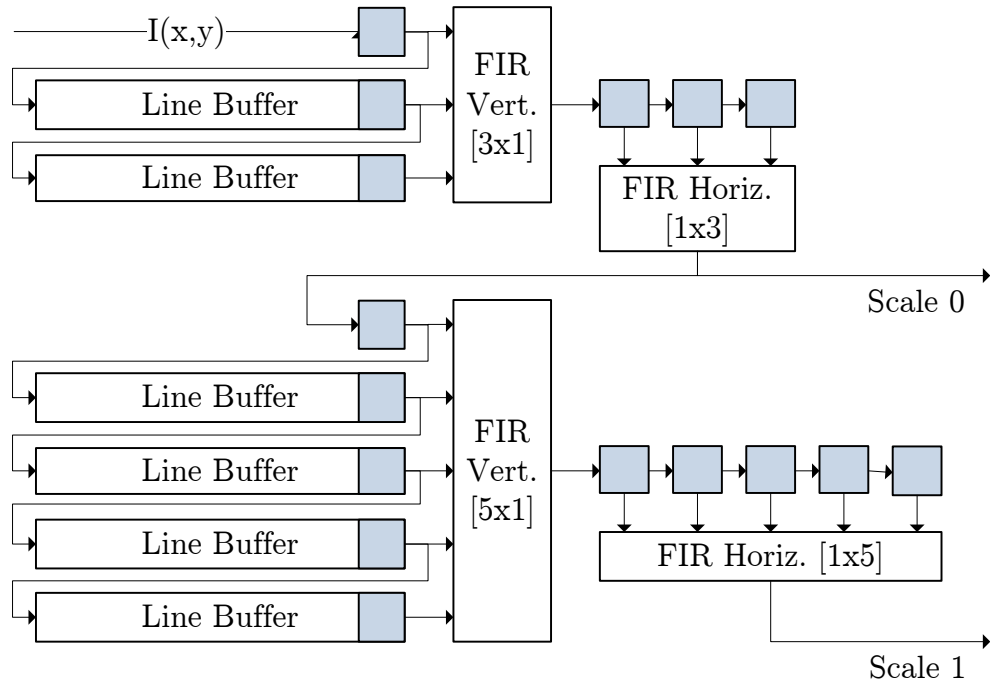 I(x,y)
Line Buffer
Line Buffer
FIR
Vert.
[3x1]
FIR Horiz.
[1x3]
Scale 0
Line Buffer
Line Buffer
Line Buffer
Line Buffer
FIR
Vert.
[5x1]
FIR Horiz. [1x5]
Scale 1